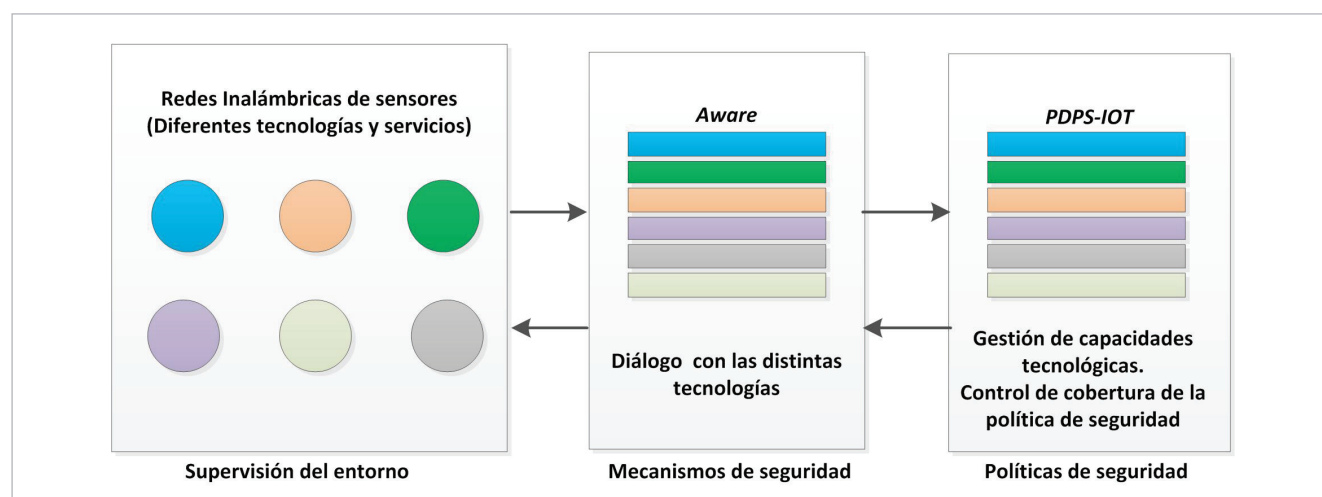 Redes Inalámbricas de sensores
(Diferentes tecnologías y servicios)
Supervisión del entorno
Aware
Diálogo con las distintas
tecnologías
Mecanismos de seguridad
PDPS-IOT
Gestión de capacidades
tecnológicas.
Control de cobertura de la
política de seguridad
Políticas de seguridad